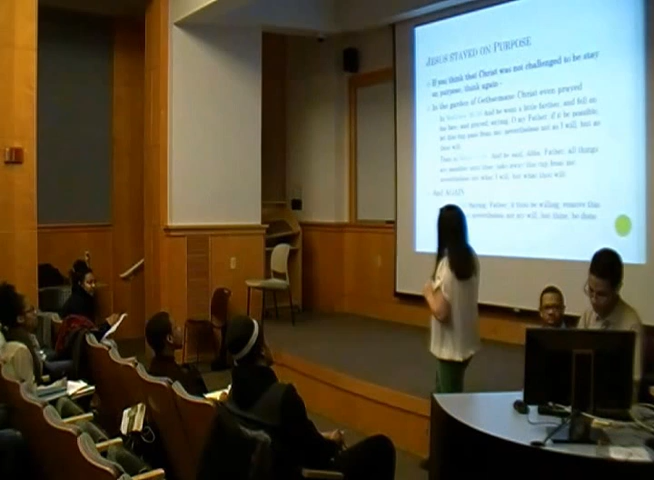 JESUS STAYED ON PURPOSE
If you think that Christ was not challenged to be stay
on purpose, think again -
In the garden of Gethsemane Christ even prayed
And he went a little farther, and fell on
his face, and prayed, saying, O my Father, if it be possible,
let this cup pass from me: nevertheless not as I will, but as
thou wilt.
And he said, Abba, Father, all things
are possible unto thee; take away this cup from me:
nevertheless not what I will, but what thou wilt.
AGAIN
Saying, Father, if thou be willing, remove this
nevertheless not my will, but thine, be done